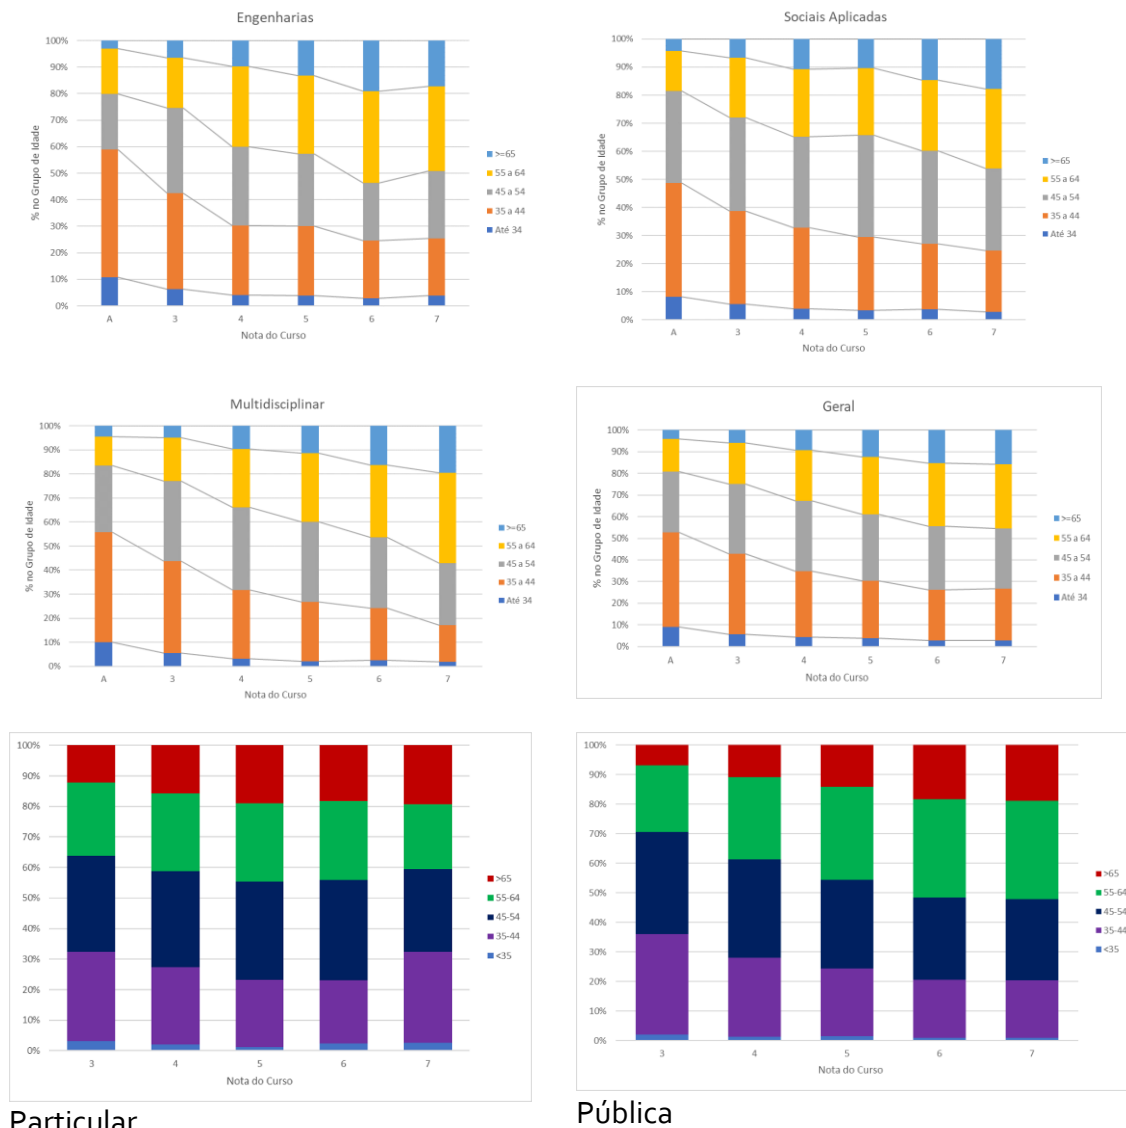 Engenharias
100%
90%
80%
70%
60%
50%
40%
30%
20%
10%
0%
% no Grupo de Idade
A 3 4 5 6 7
Nota do Curso
>=65
55 a 64
45 a 54
35 a 44
Até 34
Sociais Aplicadas
100%
90%
80%
70%
60%
50%
40%
30%
20%
10%
0%
% no Grupo de Idade
A 3 4 5 6 7
Nota do Curso
>=65
55 a 64
45 a 54
35 a 44
Até 34
Multidisciplinar
100%
90%
80%
70%
60%
50%
40%
30%
20%
10%
0%
% no Grupo de Idade
A 3 4 5 6 7
Nota do Curso
>=65
55 a 64
45 a 54
35 a 44
Até 34
Geral
100%
90%
80%
70%
60%
50%
40%
30%
20%
10%
0%
% no Grupo de Idade
A 3 4 5 6 7
Nota do Curso
>=65
55 a 64
45 a 54
35 a 44
Até 34
100%
90%
80%
70%
60%
50%
40%
30%
20%
10%
0%
3 4 5 6 7
Nota do Curso
>65
55-64
45-54
35-44
<35
Particular
100%
90%
80%
70%
60%
50%
40%
30%
20%
10%
0%
3 4 5 6 7
Nota do Curso
>65
55-64
45-54
35-44
<35
Pública